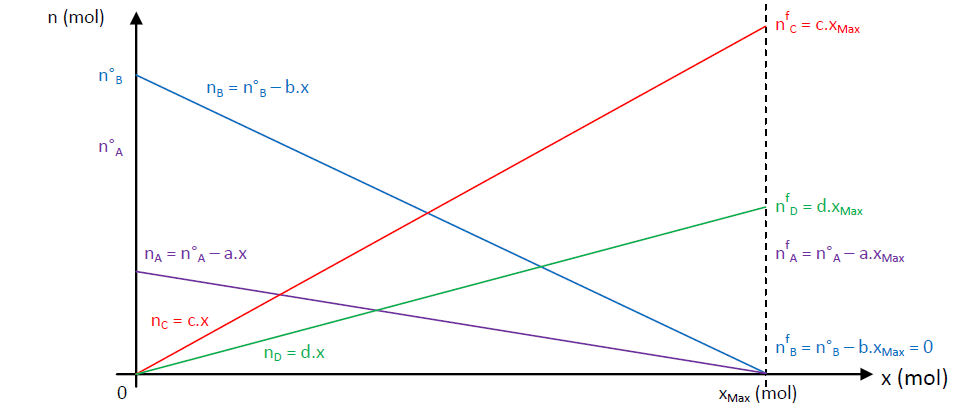 n (mol)
n°B
n°A
nB = n°B – b.x
nA = n°A – a.x
nC = c.x
nD = d.x
nfC = c.xMax
nfD = d.xMax
nfA = n°A – a.xMax
nfB = n°B – b.xMax = 0
0
xMax (mol)
x (mol)